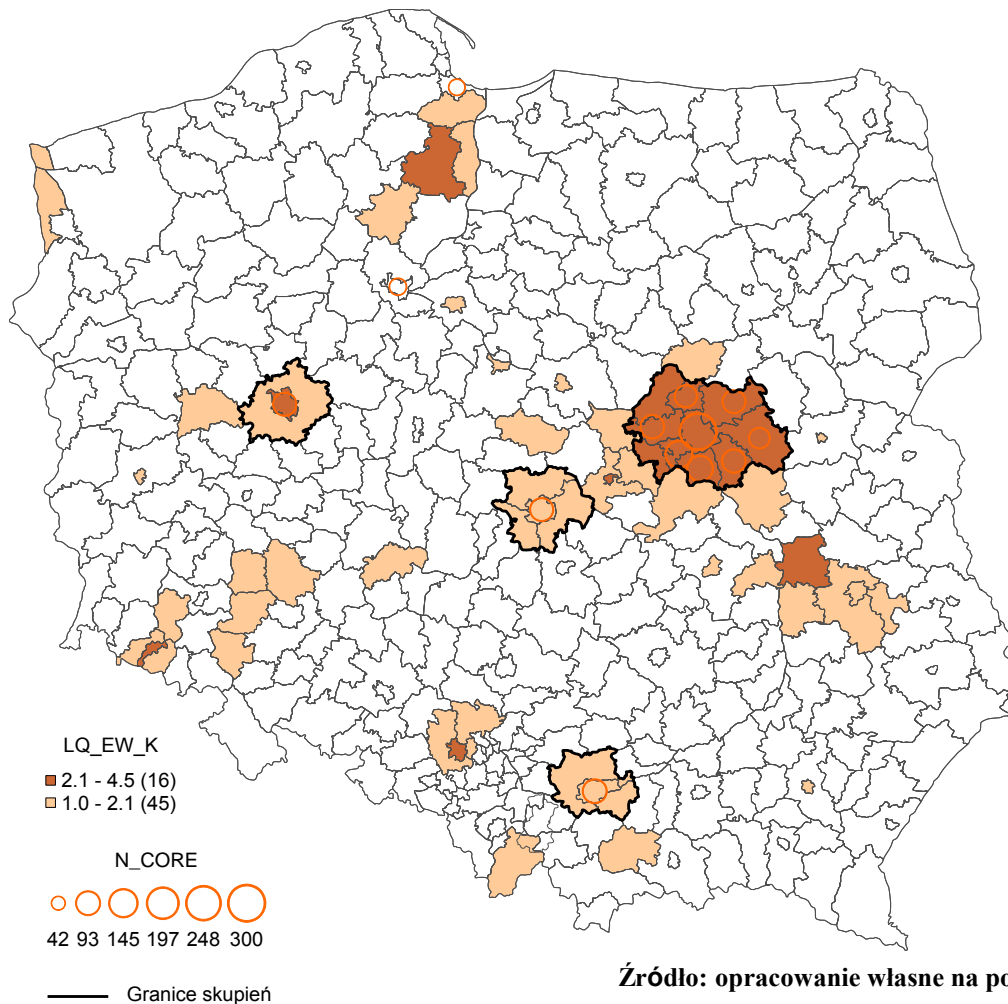 LQ_EW_K
2.1 - 4.5 (16)
1.0 - 2.1 (45)
N_CORE
42 93 145 197 248 300
Granice skupień
Źródło: opracowanie własne na po